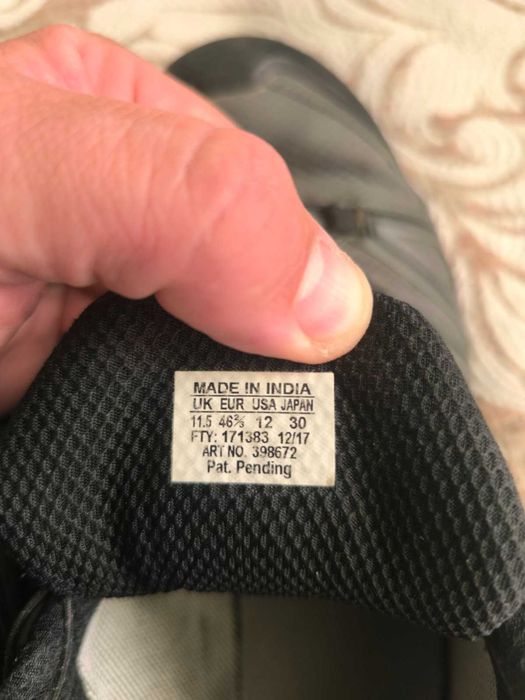 MADE IN INDIA
UK EUR USA JAPAN
11.5 46⅔ 12 30
FTY: 171383 12/17
ART NO. 398672
Pat. Pending